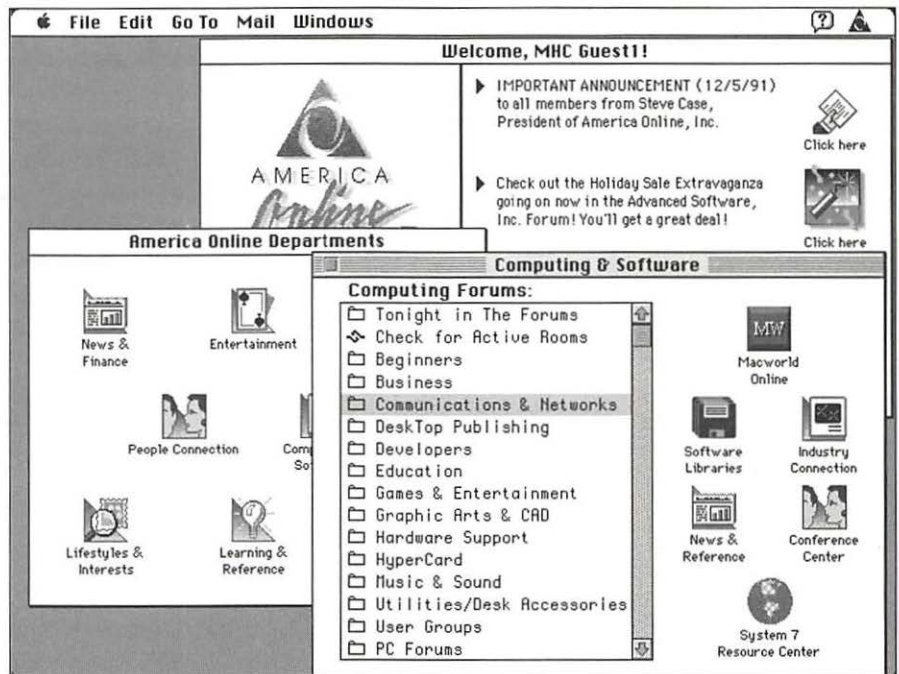 File Edit Go To Mail Windows
?
Welcome, MHC Guest1!
AMERICA
Online
IMPORTANT ANNOUNCEMENT (12/5/91)
to all members from Steve Case,
President of America Online, Inc.
Click here
Check out the Holiday Sale Extravaganza
going on now in the Advanced Software,
Inc. Forum! You'll get a great deal!
Click here
America Online Departments
News &
Finance
Entertainment
People Connection
Lifestyles &
Interests
Learning &
Reference
Computing & Software
Computing Forums:
Tonight in The Forums
Check for Active Rooms
Beginners
Business
Communications & Networks
DeskTop Publishing
Developers
Education
Games & Entertainment
Graphic Arts & CAD
Hardware Support
HyperCard
Music & Sound
Utilities/Desk Accessories
User Groups
PC Forums
MW
Macworld
Online
Software
Libraries
Industry
Connection
News &
Reference
Conference
Center
System 7
Resource Center